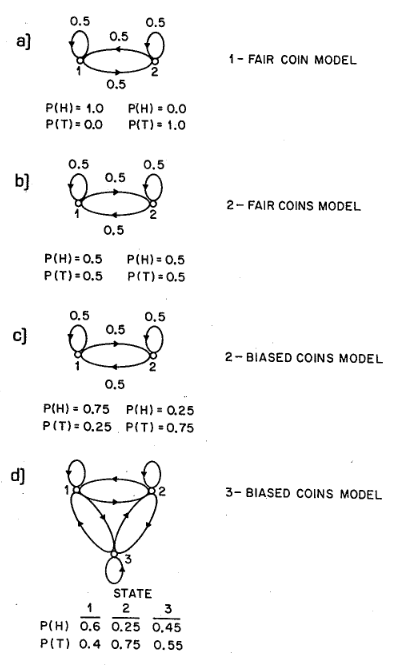 a]
0.5 0.5 0.5
1 2
0.5
1 - FAIR COIN MODEL
P(H) = 1.0 P(H) = 0.0
P(T) = 0.0 P(T) = 1.0
b]
0.5 0.5 0.5
1 2
0.5
2 - FAIR COINS MODEL
P(H) = 0.5 P(H) = 0.5
P(T) = 0.5 P(T) = 0.5
c]
0.5 0.5 0.5
1 2
0.5
2 - BIASED COINS MODEL
P(H) = 0.75 P(H) = 0.25
P(T) = 0.25 P(T) = 0.75
d]
1 2
3 - BIASED COINS MODEL
3
STATE
1 2 3
P(H) 0.6 0.25 0.45
P(T) 0.4 0.75 0.55